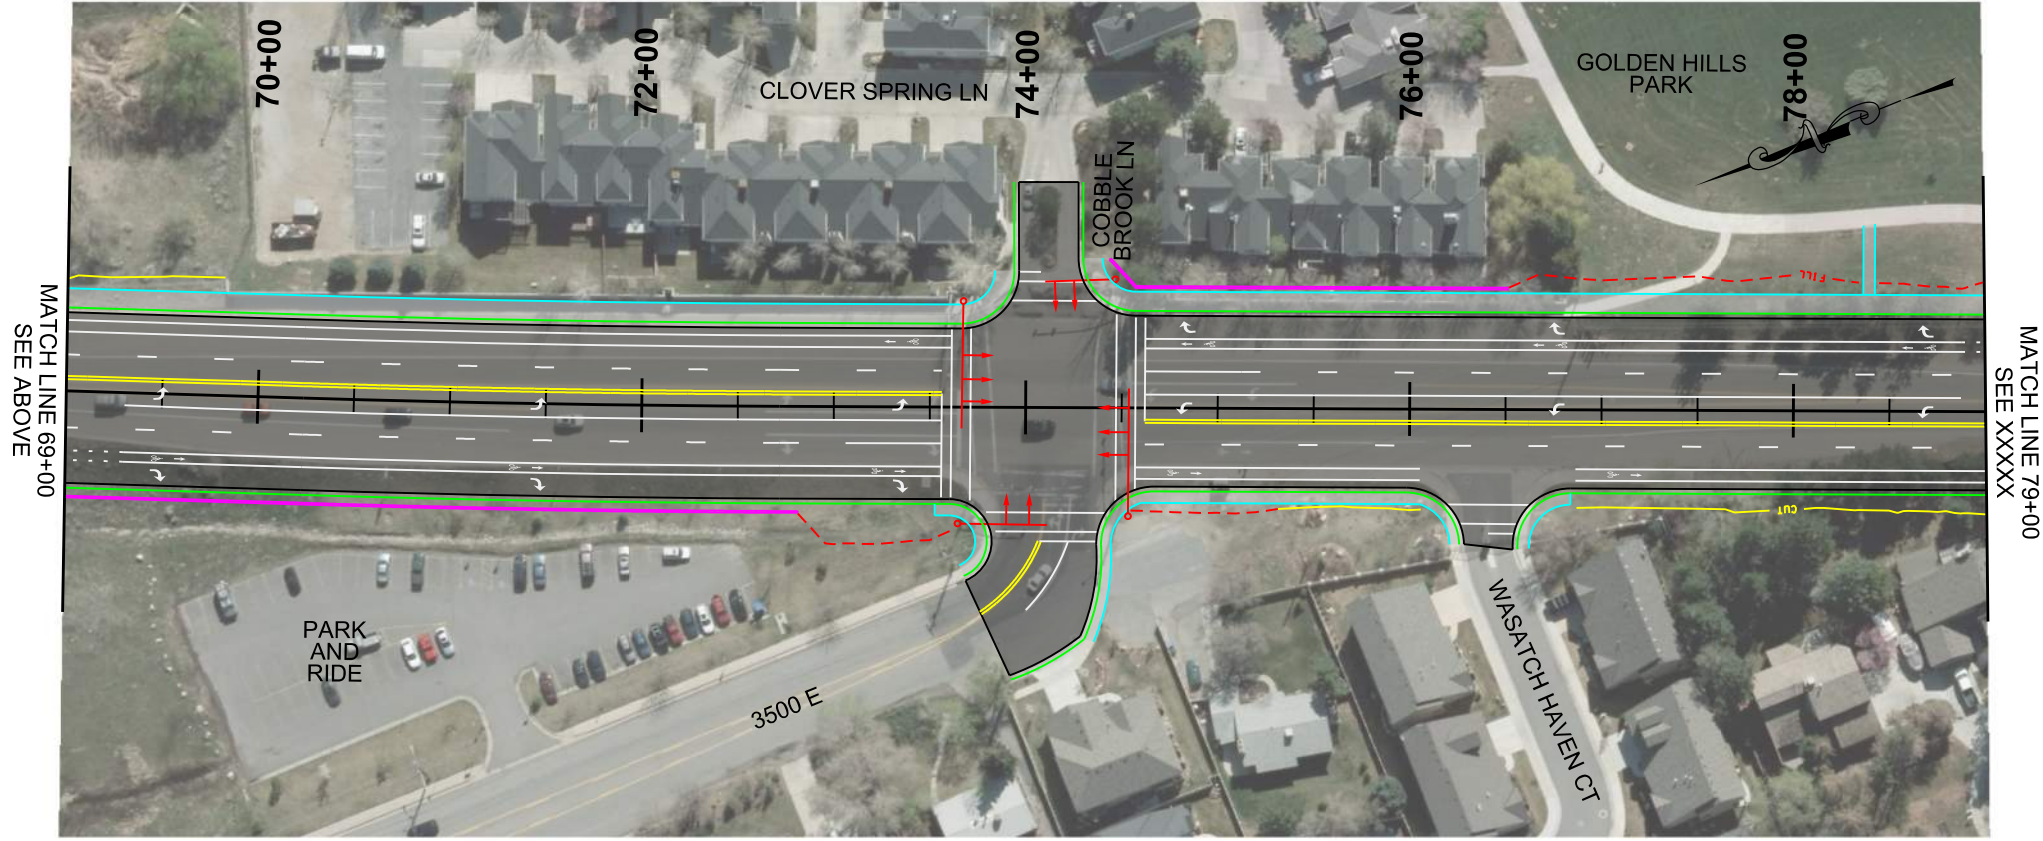 70+00
72+00
74+00
76+00
78+00
CLOVER SPRING LN
COBBLE
BROOK LN
GOLDEN HILLS
PARK
FILL
MATCH LINE 69+00
SEE ABOVE
MATCH LINE 79+00
SEE XXXXX
CUT
PARK
AND
RIDE
3500 E
WASATCH HAVEN CT